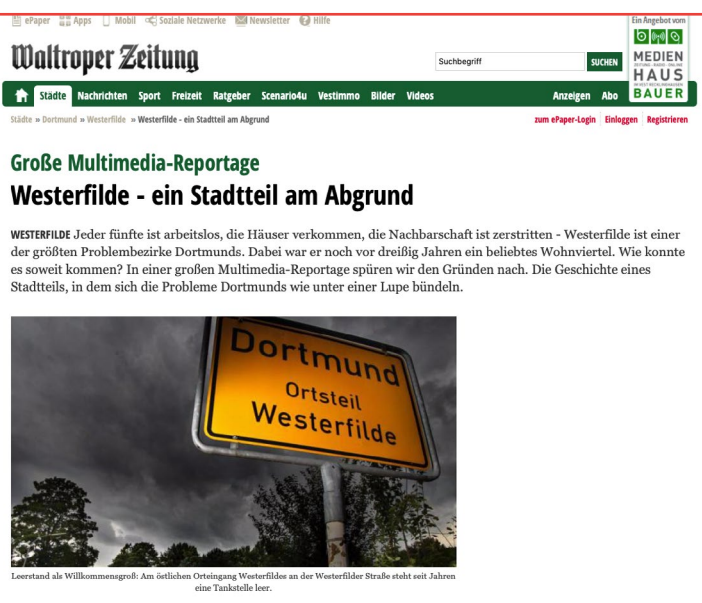 ePaper Apps Mobil Soziale Netzwerke Newsletter Hilfe
Ein Angebot vom
Waltroper Zeitung
Suchbegriff SUCHEN
MEDIEN
HAUS
BAUER
Städte Nachrichten Sport Freizeit Ratgeber Scenario4u Vestimmo Bilder Videos Anzeigen Abo
Städte » Dortmund » Westerfilde » Westerfilde - ein Stadtteil am Abgrund
zum ePaper-Login Einloggen Registrieren
Große Multimedia-Reportage
Westerfilde - ein Stadtteil am Abgrund
WESTERFILDE Jeder fünfte ist arbeitslos, die Häuser verkommen, die Nachbarschaft ist zerstritten - Westerfilde ist einer
der größten Problembezirke Dortmunds. Dabei war er noch vor dreißig Jahren ein beliebtes Wohnviertel. Wie konnte
es soweit kommen? In einer großen Multimedia-Reportage spüren wir den Gründen nach. Die Geschichte eines
Stadtteils, in dem sich die Probleme Dortmunds wie unter einer Lupe bündeln.
Dortmund
Ortsteil
Westerfilde
Leerstand als Willkommensgroß: Am östlichen Orteingang Westerfildes an der Westerfilder Straße steht seit Jahren
eine Tankstelle leer.